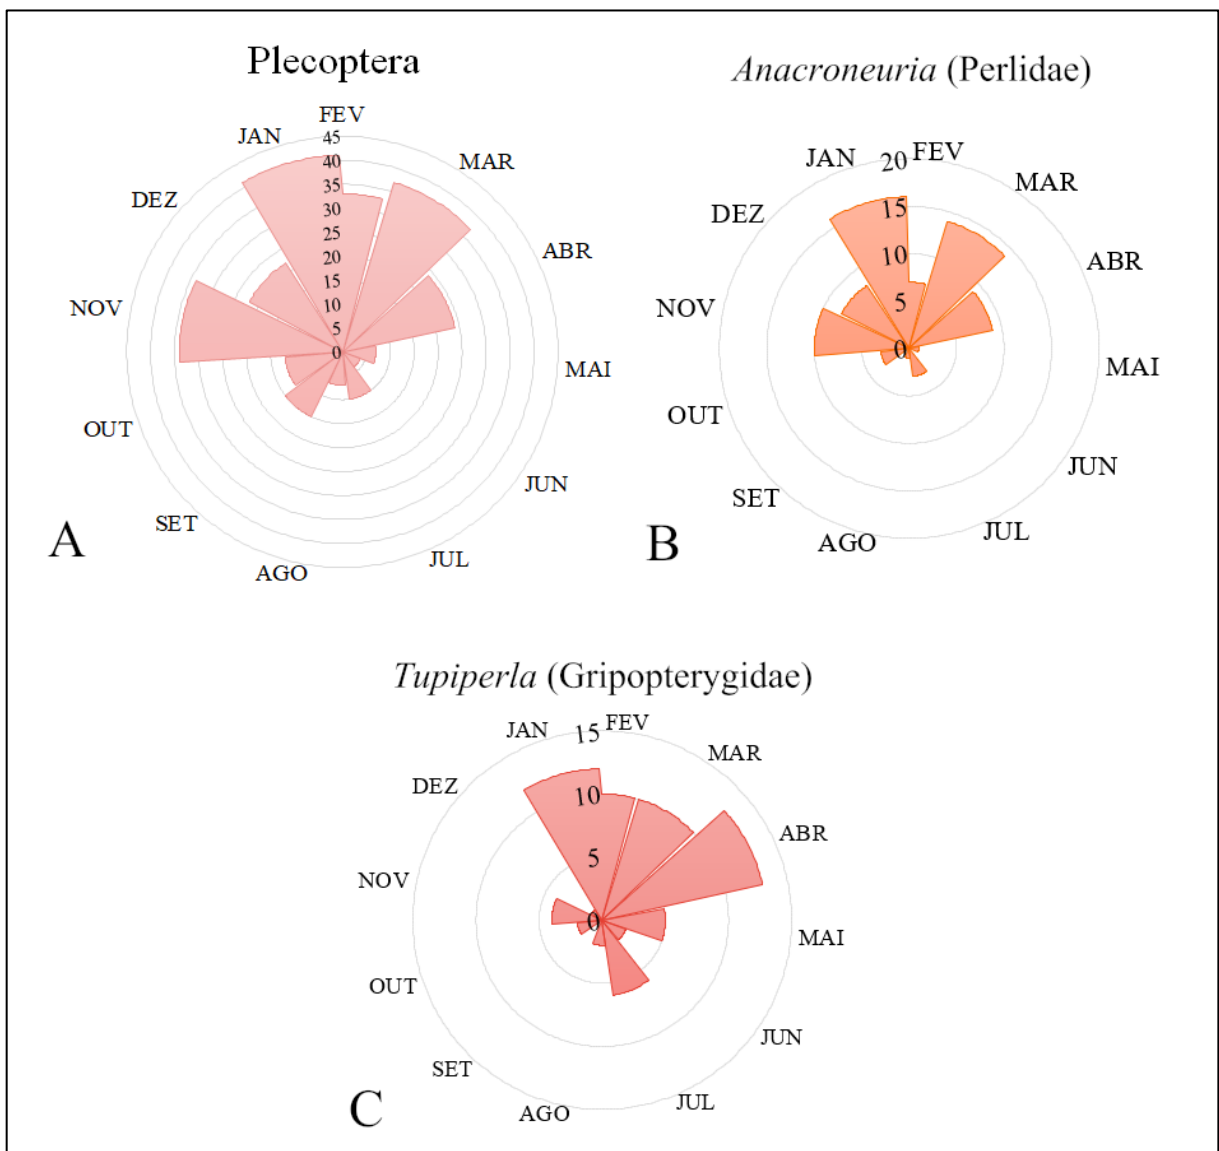 Plecoptera
FEV
MAR
ABR
MAI
JUN
JUL
AGO
SET
OUT
NOV
DEZ
JAN
45
40
35
30
25
20
15
10
5
0
A
Anacroneuria (Perlidae)
FEV
MAR
ABR
MAI
JUN
JUL
AGO
SET
OUT
NOV
DEZ
JAN
20
15
10
5
0
B
Tupiperla (Gripopterygidae)
FEV
MAR
ABR
MAI
JUN
JUL
AGO
SET
OUT
NOV
DEZ
JAN
15
10
5
0
C